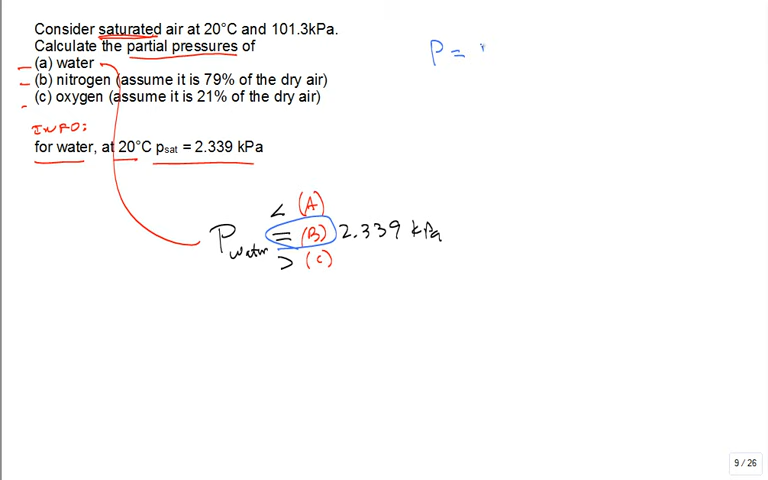 Consider saturated air at 20°C and 101.3kPa.
Calculate the partial pressures of
(a) water
(b) nitrogen (assume it is 79% of the dry air)
(c) oxygen (assume it is 21% of the dry air)
INFO:
for water, at 20°C psat = 2.339 kPa
P =
< (A)
Pwater = (B) 2.339 kPa
> (C)
9 / 26